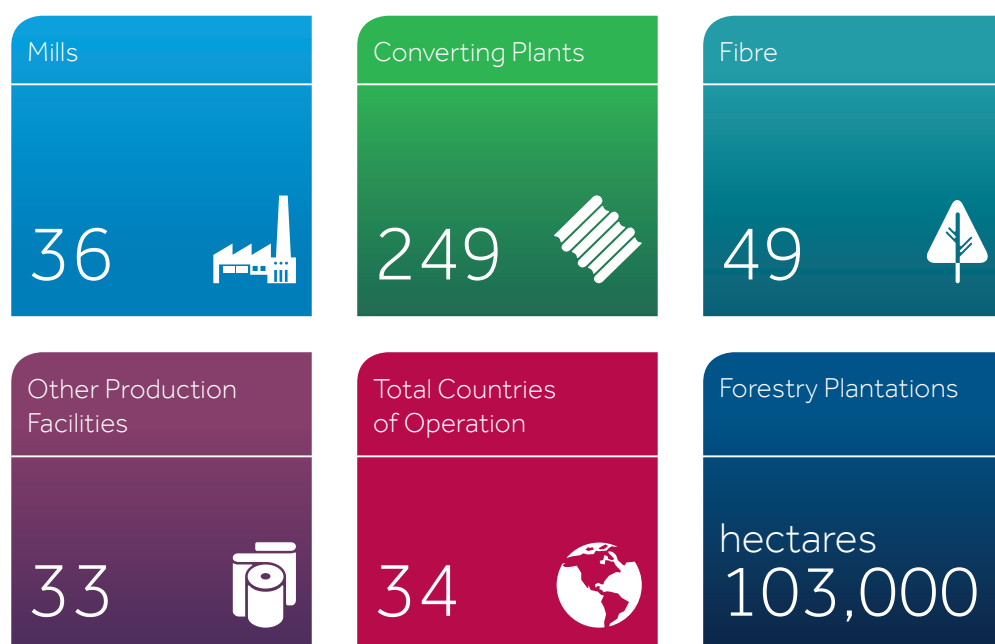 Mills
36
Converting Plants
249
Fibre
49
Other Production
Facilities
33
Total Countries
of Operation
34
Forestry Plantations
hectares
103,000